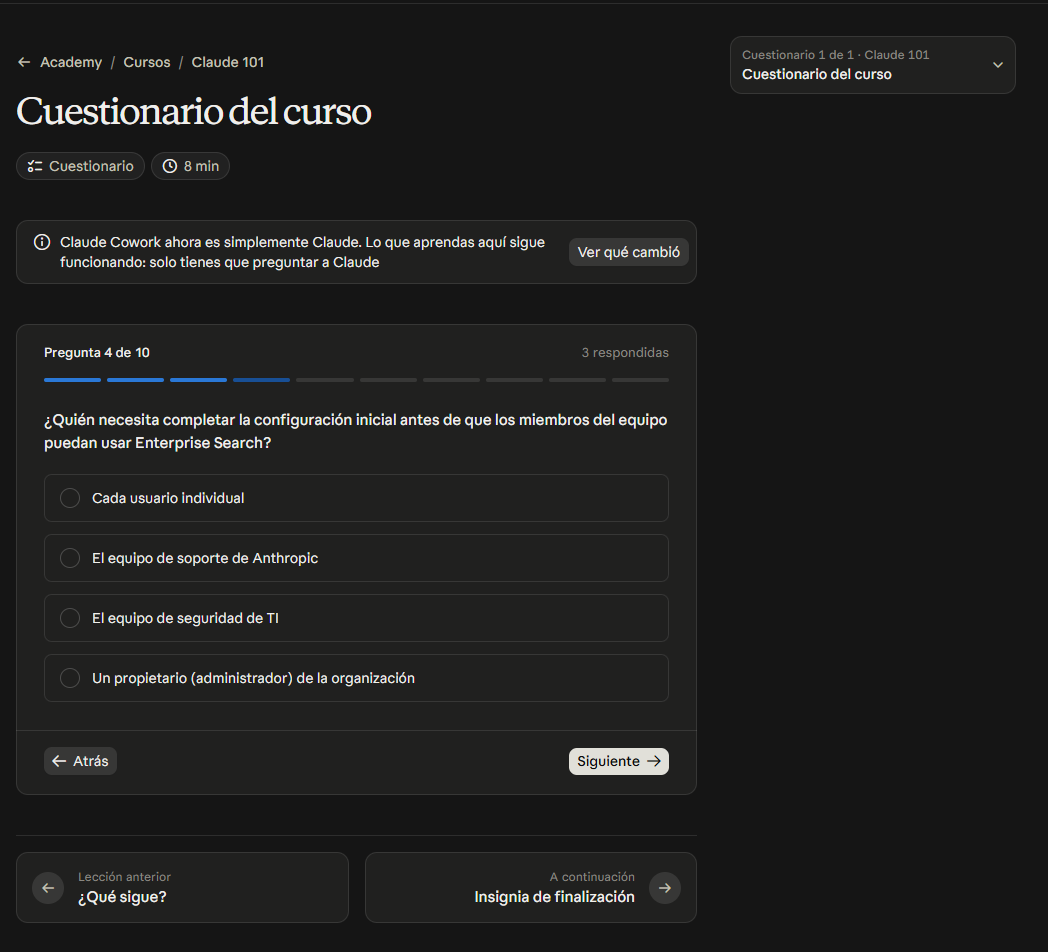 Academy / Cursos / Claude 101
Cuestionario 1 de 1 · Claude 101
Cuestionario del curso
Cuestionario del curso
Cuestionario
8 min
Claude Cowork ahora es simplemente Claude. Lo que aprendas aquí sigue
funcionando: solo tienes que preguntar a Claude
Ver qué cambió
Pregunta 4 de 10
3 respondidas
¿Quién necesita completar la configuración inicial antes de que los miembros del equipo
puedan usar Enterprise Search?
Cada usuario individual
El equipo de soporte de Anthropic
El equipo de seguridad de TI
Un propietario (administrador) de la organización
Atrás
Siguiente
Lección anterior
¿Qué sigue?
A continuación
Insignia de finalización